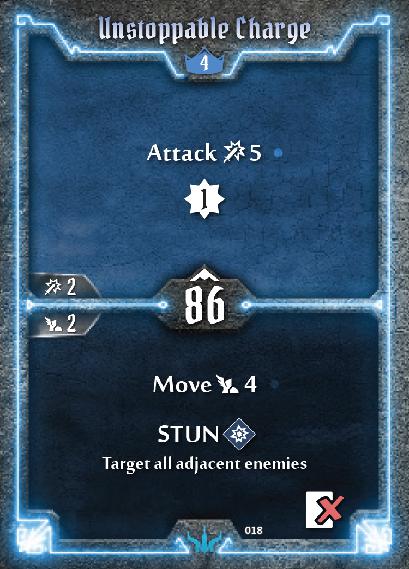 Unstoppable Charge
4
Attack 5
1
2
86
2
Move 4
STUN
Target all adjacent enemies
018